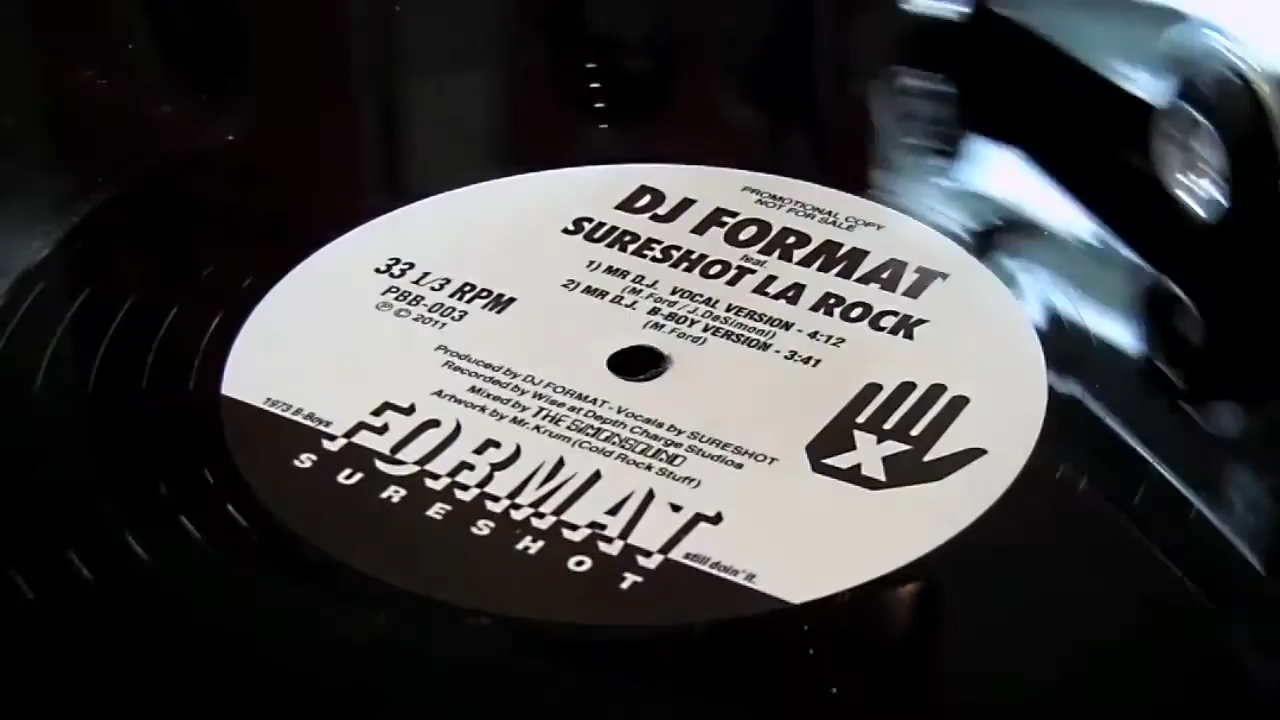 PROMOTIONAL COPY
NOT FOR SALE
DJ FORMAT
feat.
SURESHOT LA ROCK
1) MR D.J. VOCAL VERSION - 4:12
(M.Ford / J.DeSimoni)
2) MR D.J. B-BOY VERSION - 3:41
(M.Ford)
33 1/3 RPM
PBB-003
℗ © 2011
Produced by DJ FORMAT - Vocals by SURESHOT
Recorded by Wise at Depth Charge Studios
Mixed by THE SIMONSOUND
Artwork by Mr.Krum (Cold Rock Stuff)
X
1973 B-Boys
FORMAT
still doin' it.
SURESHOT